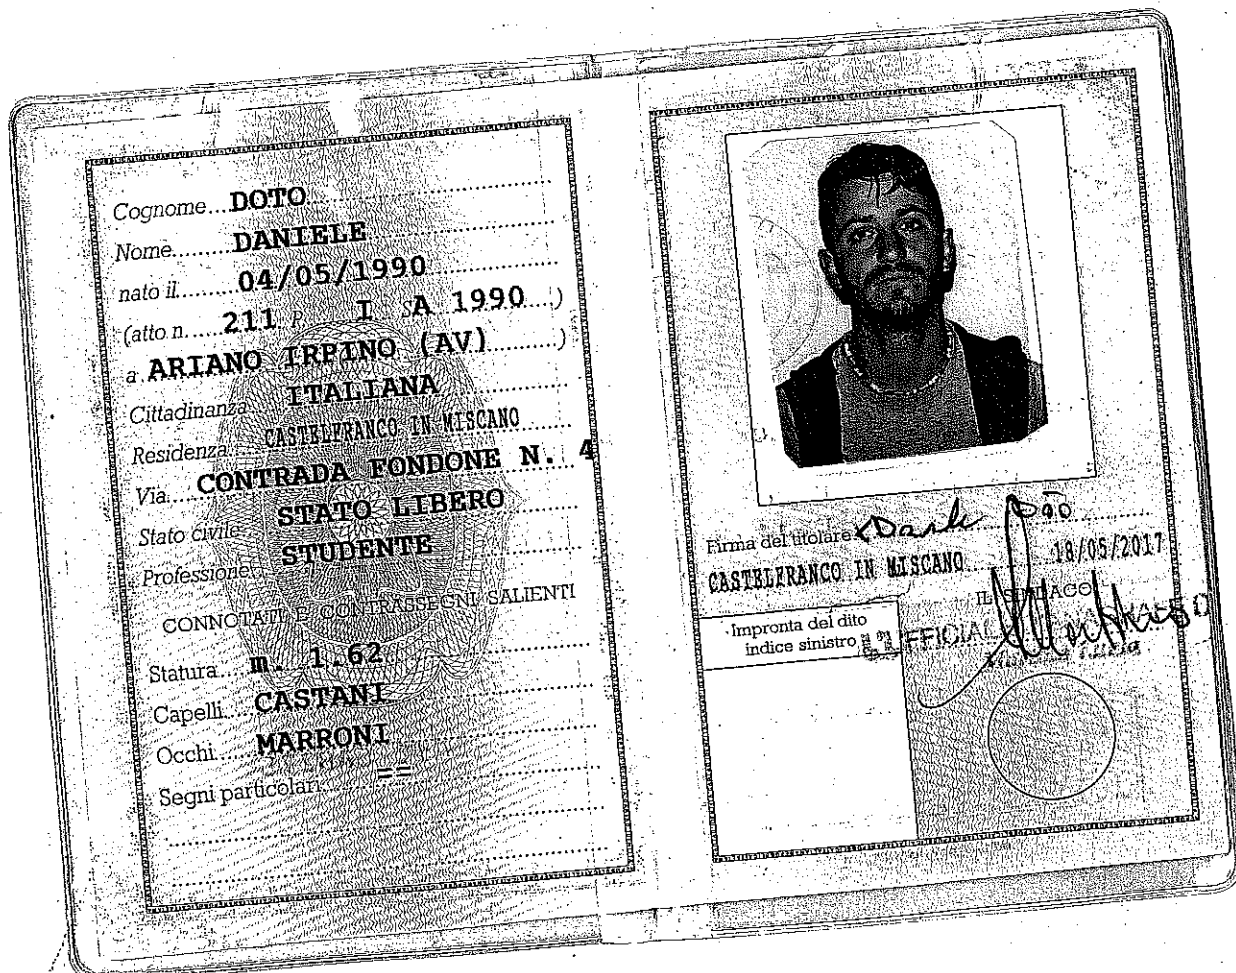 Cognome DOTO
Nome DANIELE
nato il 04/05/1990
(atto n. 211 P. I S A 1990 )
a ARIANO IRPINO (AV) )
Cittadinanza ITALIANA
Residenza CASTELFRANCO IN MISCANO
Via CONTRADA FONDONE N. 4
Stato civile STATO LIBERO
Professione STUDENTE
CONNOTATI E CONTRASSEGNI SALIENTI
Statura m. 1.62
Capelli CASTANI
Occhi MARRONI
Segni particolari ==
Firma del titolare
CASTELFRANCO IN MISCANO 18/05/2017
IL SINDACO
Impronta del dito
indice sinistro